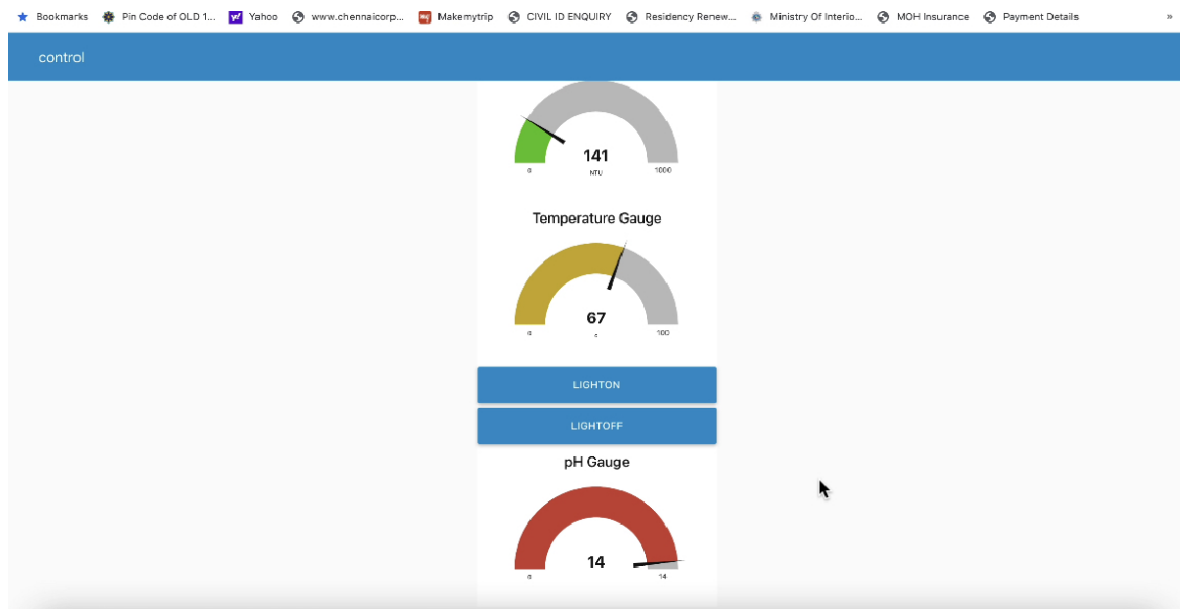 Bookmarks Pin Code of OLD 1... Yahoo www.chennaicorp... Makemytrip CIVIL ID ENQUIRY Residency Renew... Ministry Of Interio... MOH Insurance Payment Details »
control
141
0 NTU 1000
Temperature Gauge
67
0 c 100
LIGHTON
LIGHTOFF
pH Gauge
14
0 14